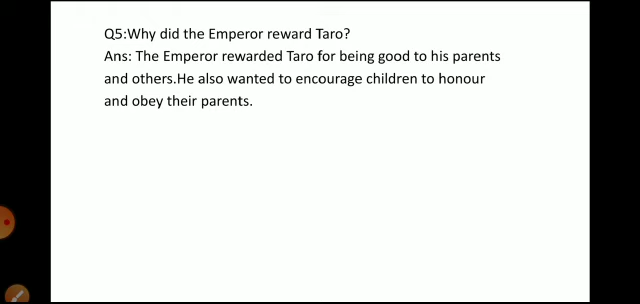 Q5:Why did the Emperor reward Taro?
Ans: The Emperor rewarded Taro for being good to his parents
and others.He also wanted to encourage children to honour
and obey their parents.